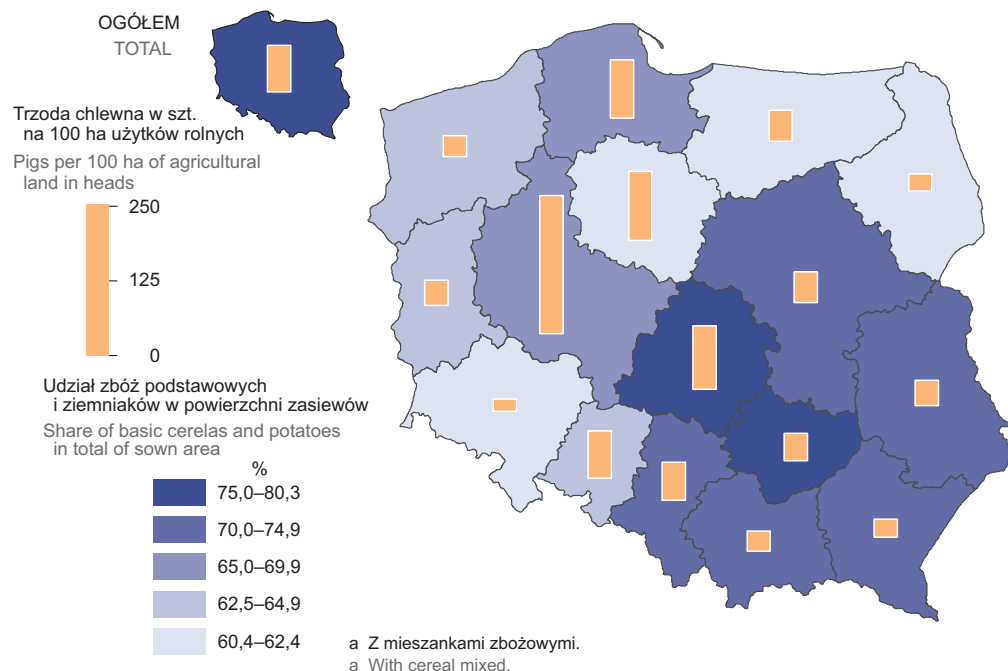 OGÓŁEM
TOTAL
Trzoda chlewna w szt.
na 100 ha użytków rolnych
Pigs per 100 ha of agricultural
land in heads
250
125
0
Udział zbóż podstawowych
i ziemniaków w powierzchni zasiewów
Share of basic cerelas and potatoes
in total of sown area
%
75,0–80,3
70,0–74,9
65,0–69,9
62,5–64,9
60,4–62,4
a Z mieszankami zbożowymi.
a With cereal mixed.